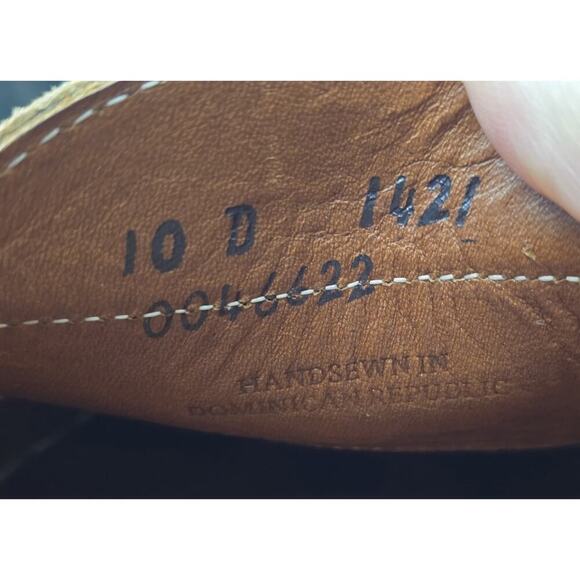 10 D 1421
0046622
HANDSEWN IN
DOMINICAN REPUBLIC